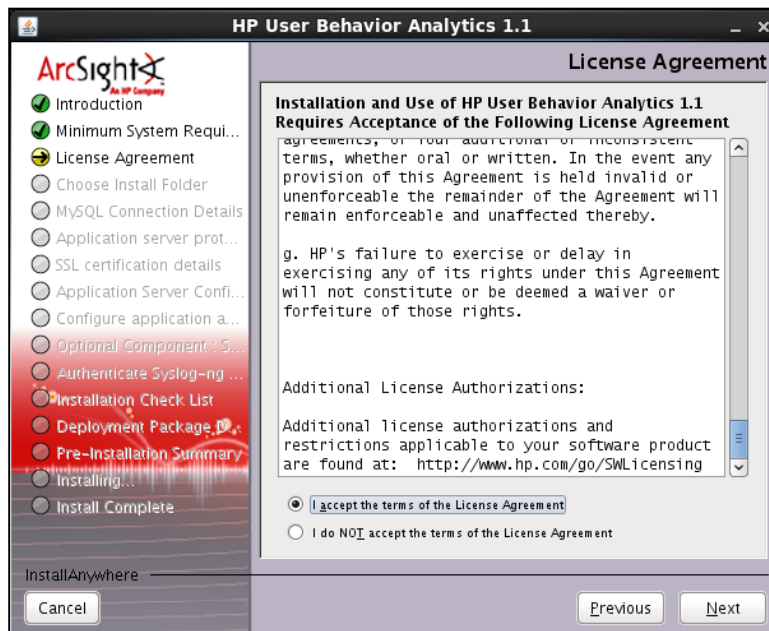 HP User Behavior Analytics 1.1
License Agreement
ArcSight
An HP Company
Introduction
Minimum System Requi...
License Agreement
Choose Install Folder
MySQL Connection Details
Application server prot...
SSL certification details
Application Server Confi...
Configure application a...
Optional Component : S...
Authenticate Syslog-ng ...
Installation Check List
Deployment Package D...
Pre-Installation Summary
Installing...
Install Complete
Installation and Use of HP User Behavior Analytics 1.1
Requires Acceptance of the Following License Agreement
agreements, or Your additional or inconsistent
terms, whether oral or written. In the event any
provision of this Agreement is held invalid or
unenforceable the remainder of the Agreement will
remain enforceable and unaffected thereby.
g. HP's failure to exercise or delay in
exercising any of its rights under this Agreement
will not constitute or be deemed a waiver or
forfeiture of those rights.
Additional License Authorizations:
Additional license authorizations and
restrictions applicable to your software product
are found at:  http://www.hp.com/go/SWLicensing
I accept the terms of the License Agreement
I do NOT accept the terms of the License Agreement
InstallAnywhere
Cancel
Previous
Next